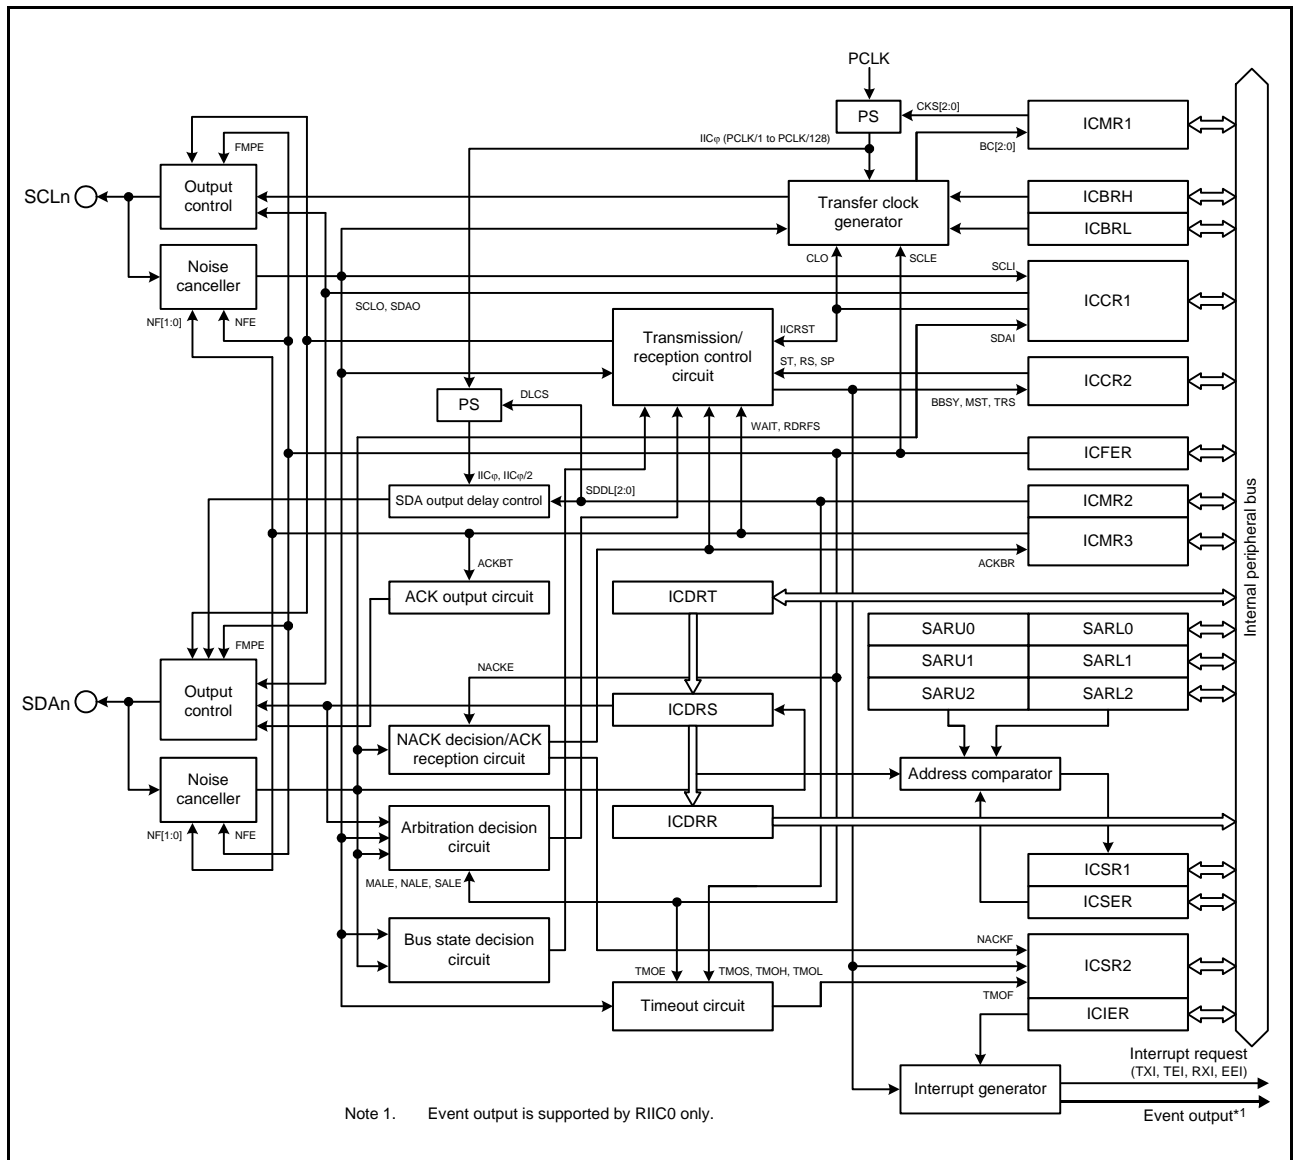 PCLK
PS
CKS[2:0]
ICMR1
IICφ (PCLK/1 to PCLK/128)
BC[2:0]
FMPE
SCLn
Output
control
Transfer clock
generator
ICBRH
ICBRL
Noise
canceller
CLO
SCLE
SCLI
ICCR1
SCLO, SDAO
NF[1:0]
NFE
Transmission/
reception control
circuit
IICRST
SDAI
ST, RS, SP
ICCR2
PS
DLCS
BBSY, MST, TRS
WAIT, RDRFS
ICFER
IICφ, IICφ/2
SDA output delay control
SDDL[2:0]
ICMR2
ICMR3
ACKBT
ACKBR
ACK output circuit
ICDRT
Internal peripheral bus
SARU0
SARL0
FMPE
SARU1
SARL1
NACKE
SARU2
SARL2
SDAn
Output
control
ICDRS
NACK decision/ACK
reception circuit
Address comparator
Noise
canceller
ICDRR
Arbitration decision
circuit
NF[1:0]
NFE
ICSR1
MALE, NALE, SALE
ICSER
Bus state decision
circuit
NACKF
ICSR2
TMOE
TMOS, TMOH, TMOL
TMOF
Timeout circuit
ICIER
Interrupt request
(TXI, TEI, RXI, EEI)
Interrupt generator
Event output*1
Note 1. Event output is supported by RIIC0 only.